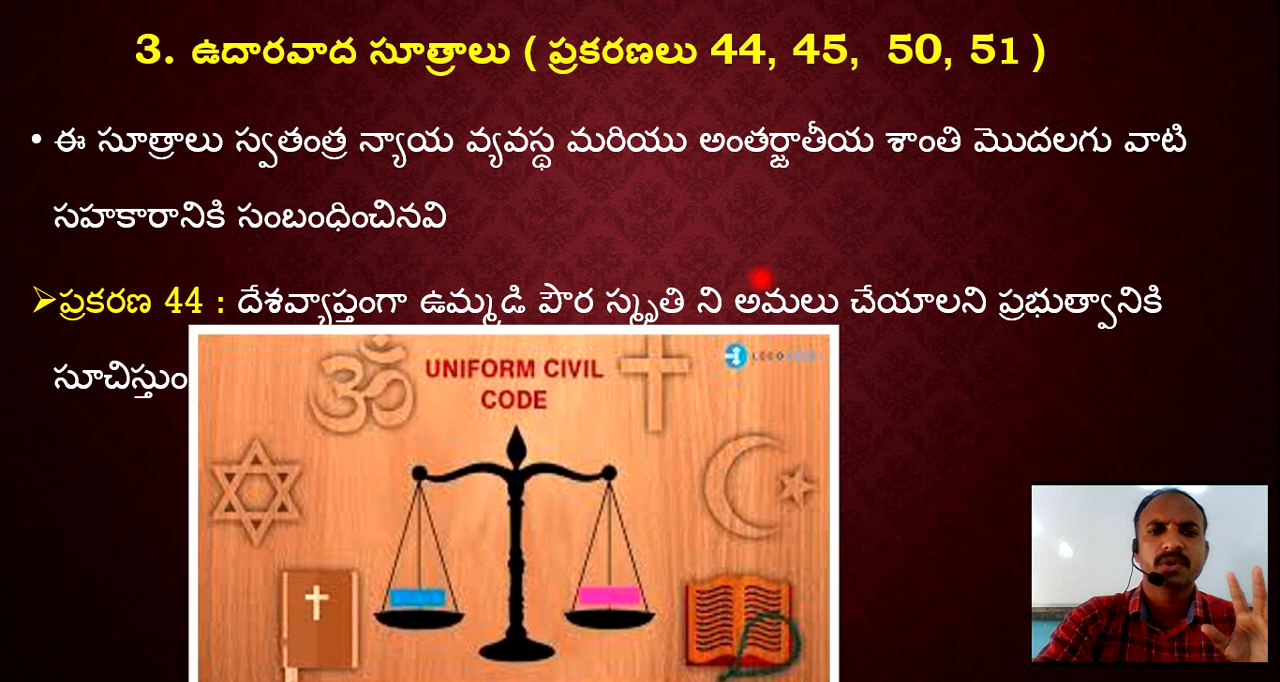 3. ఉదారవాద సూత్రాలు ( ప్రకరణలు 44, 45, 50, 51 )
• ఈ సూత్రాలు స్వతంత్ర న్యాయ వ్యవస్థ మరియు అంతర్జాతీయ శాంతి మొదలగు వాటి
సహకారానికి సంబంధించినవి
➢ప్రకరణ 44 : దేశవ్యాప్తంగా ఉమ్మడి పౌర స్మృతి ని అమలు చేయాలని ప్రభుత్వానికి
సూచిస్తుం
UNIFORM CIVIL
CODE